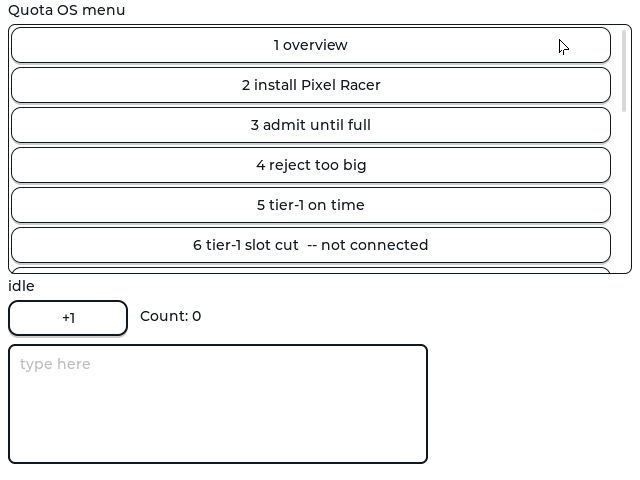 Quota OS menu
1 overview
2 install Pixel Racer
3 admit until full
4 reject too big
5 tier-1 on time
6 tier-1 slot cut  -- not connected
idle
+1 Count: 0
type here